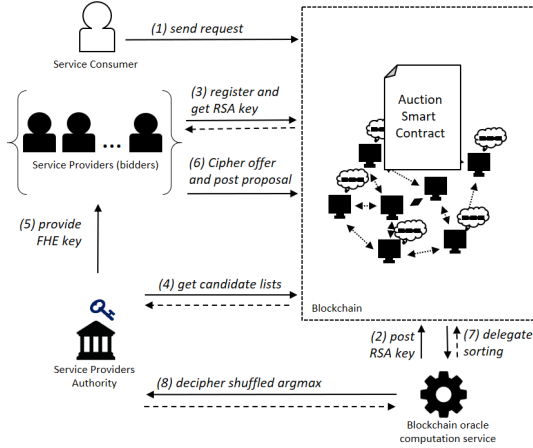 (1) send request
Service Consumer
Auction
Smart
Contract
(3) register and
get RSA key
...
Service Providers (bidders)
(6) Cipher offer
and post proposal
(5) provide
FHE key
(4) get candidate lists
Blockchain
(2) post
RSA key
(7) delegate
sorting
Service Providers
Authority
(8) decipher shuffled argmax
Blockchain oracle
computation service